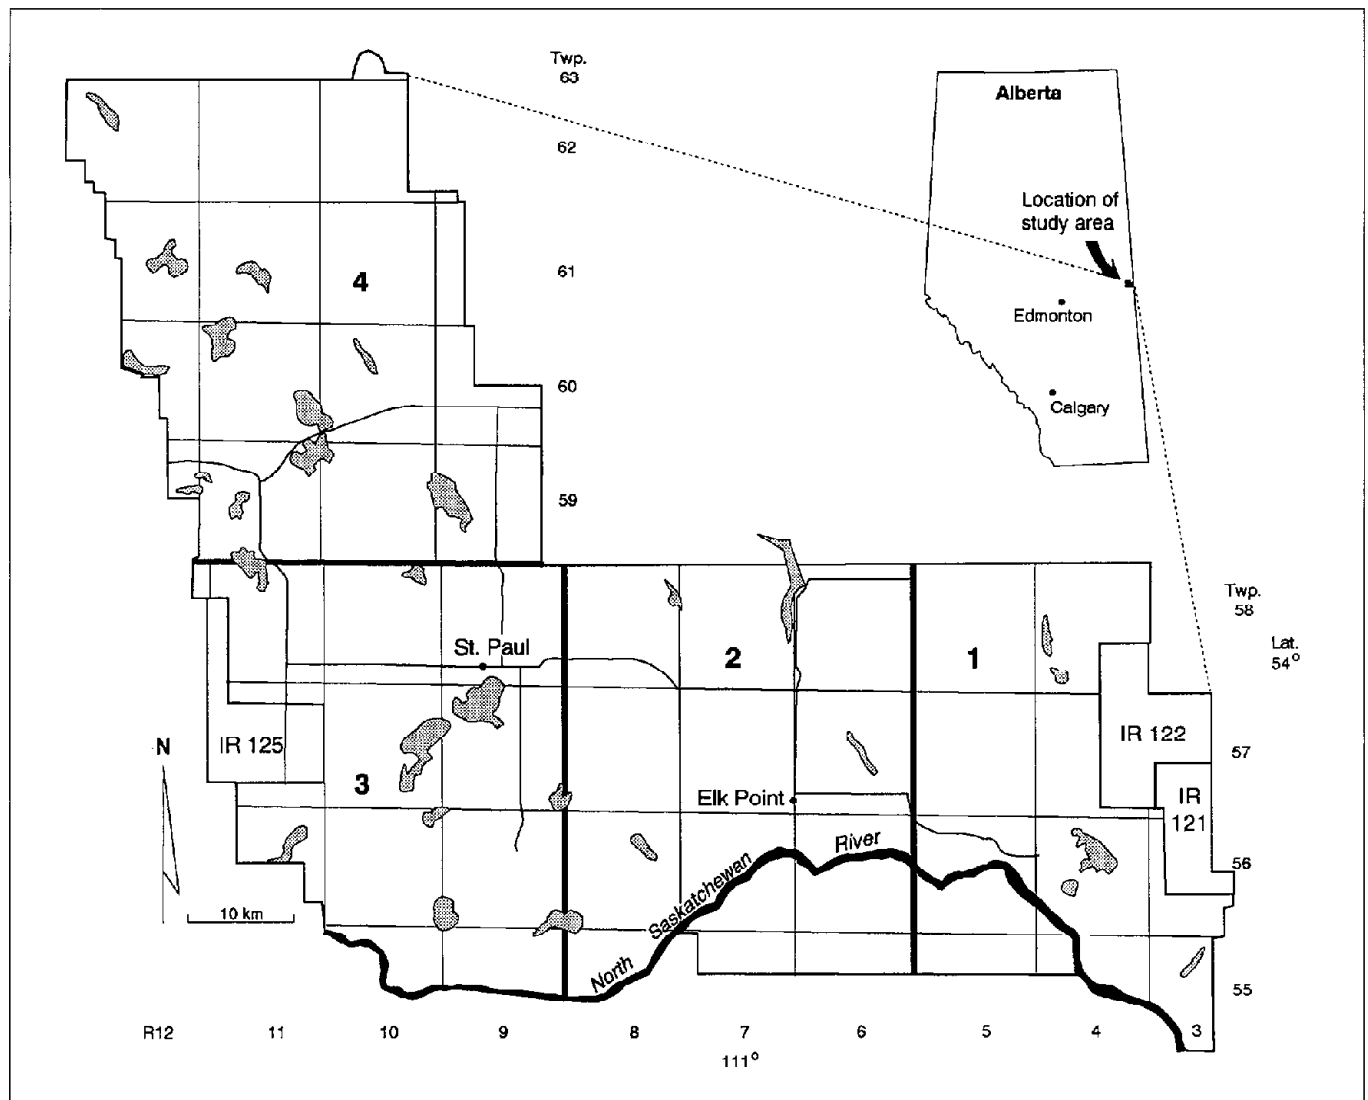 Twp.
63
Alberta
62
Location of
study area
61
4
Edmonton
60
Calgary
59
Twp.
58
St. Paul
2
1
Lat.
54°
N
IR 125
IR 122
57
3
Elk Point
IR
121
River
56
Saskatchewan
10 km
North
55
R12
11
10
9
8
7
6
5
4
3
111°